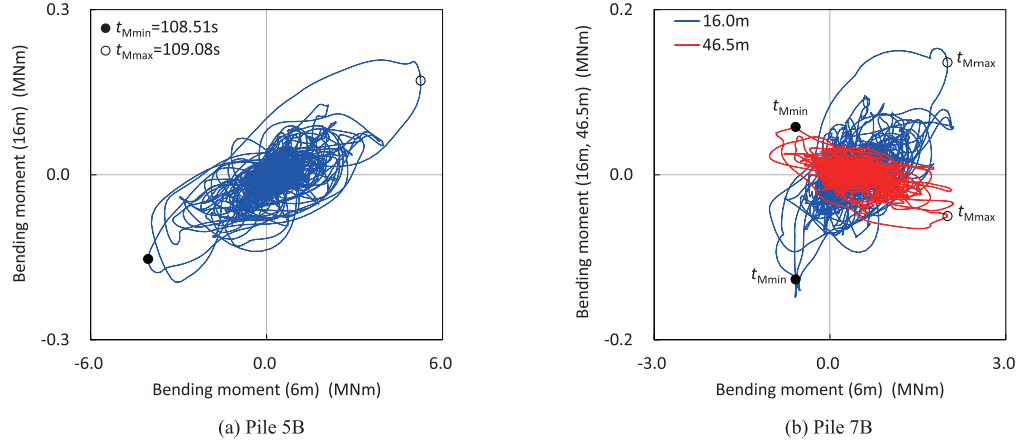 0.3
0.0
-0.3
-6.0
0.0
6.0
Bending moment (16m) (MNm)
Bending moment (6m) (MNm)
tMmin=108.51s
tMmax=109.08s
(a) Pile 5B
0.2
0.0
-0.2
-3.0
0.0
3.0
Bending moment (16m, 46.5m) (MNm)
Bending moment (6m) (MNm)
16.0m
46.5m
tMmax
tMmin
tMmax
tMmin
(b) Pile 7B